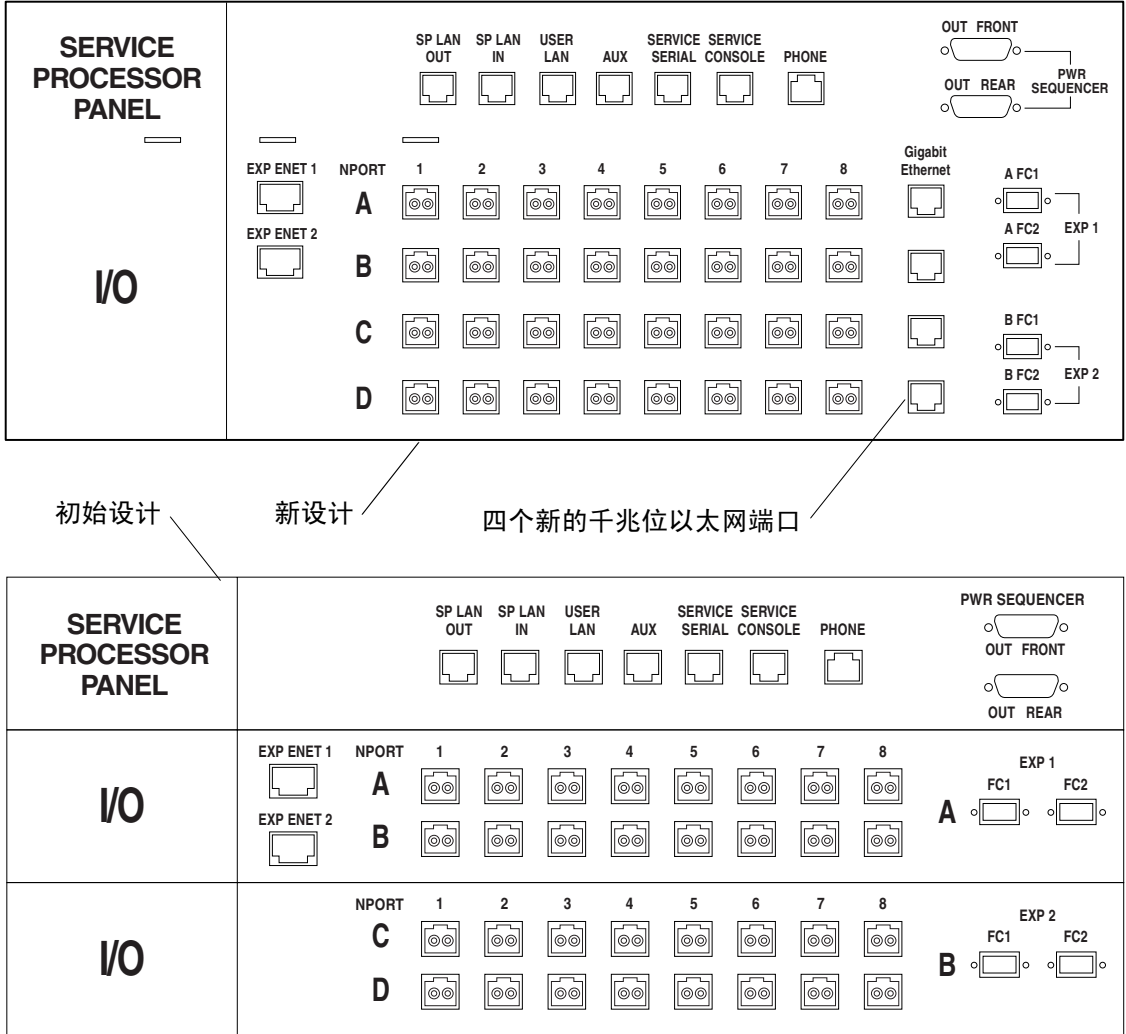 SERVICE
PROCESSOR
PANEL
SP LAN SP LAN USER SERVICE SERVICE
OUT IN LAN AUX SERIAL CONSOLE PHONE
OUT FRONT
OUT REAR
PWR
SEQUENCER
I/O
EXP ENET 1
EXP ENET 2
NPORT 1 2 3 4 5 6 7 8
A
B
C
D
Gigabit
Ethernet
A FC1
A FC2
EXP 1
B FC1
B FC2
EXP 2
初始设计
新设计
四个新的千兆位以太网端口
SERVICE
PROCESSOR
PANEL
SP LAN SP LAN USER SERVICE SERVICE
OUT IN LAN AUX SERIAL CONSOLE PHONE
PWR SEQUENCER
OUT FRONT
OUT REAR
I/O
EXP ENET 1
EXP ENET 2
NPORT 1 2 3 4 5 6 7 8
A
B
EXP 1
FC1 FC2
A
I/O
NPORT 1 2 3 4 5 6 7 8
C
D
EXP 2
FC1 FC2
B